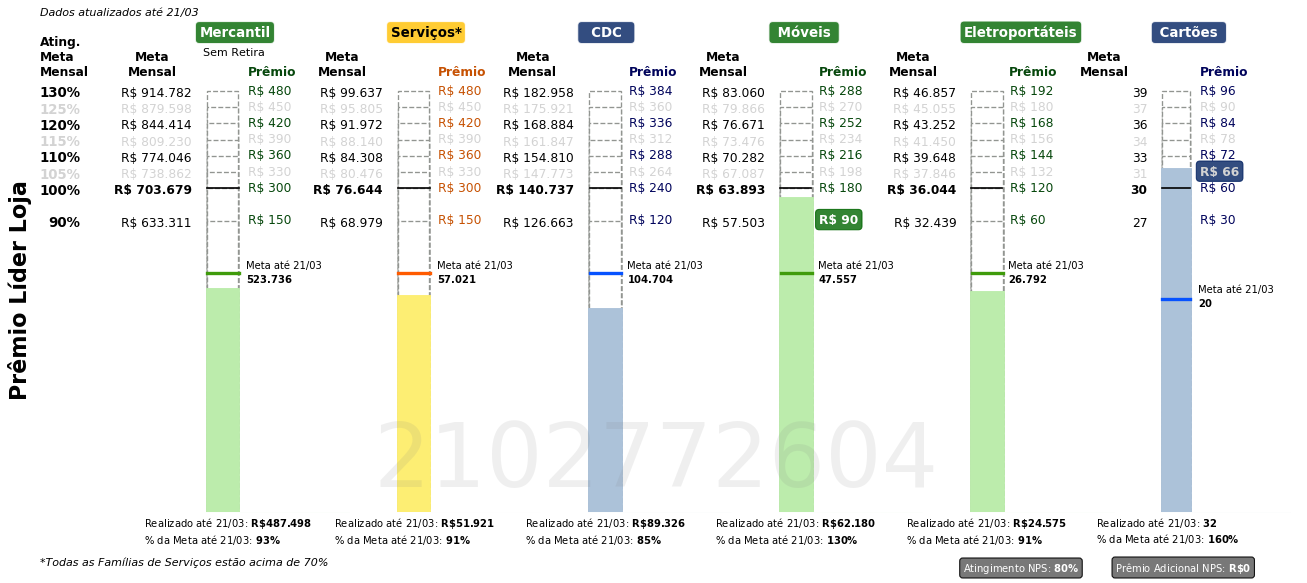 Dados atualizados até 21/03
Mercantil Serviços* CDC Móveis Eletroportáteis Cartões
Sem Retira
Ating.
Meta
Mensal
Meta
Mensal Prêmio Meta
Mensal Prêmio Meta
Mensal Prêmio Meta
Mensal Prêmio Meta
Mensal Prêmio Meta
Mensal Prêmio
130% R$ 914.782 R$ 480 R$ 99.637 R$ 480 R$ 182.958 R$ 384 R$ 83.060 R$ 288 R$ 46.857 R$ 192 39 R$ 96
125% R$ 879.598 R$ 450 R$ 95.805 R$ 450 R$ 175.921 R$ 360 R$ 79.866 R$ 270 R$ 45.055 R$ 180 37 R$ 90
120% R$ 844.414 R$ 420 R$ 91.972 R$ 420 R$ 168.884 R$ 336 R$ 76.671 R$ 252 R$ 43.252 R$ 168 36 R$ 84
115% R$ 809.230 R$ 390 R$ 88.140 R$ 390 R$ 161.847 R$ 312 R$ 73.476 R$ 234 R$ 41.450 R$ 156 34 R$ 78
110% R$ 774.046 R$ 360 R$ 84.308 R$ 360 R$ 154.810 R$ 288 R$ 70.282 R$ 216 R$ 39.648 R$ 144 33 R$ 72
105% R$ 738.862 R$ 330 R$ 80.476 R$ 330 R$ 147.773 R$ 264 R$ 67.087 R$ 198 R$ 37.846 R$ 132 31 R$ 66
100% R$ 703.679 R$ 300 R$ 76.644 R$ 300 R$ 140.737 R$ 240 R$ 63.893 R$ 180 R$ 36.044 R$ 120 30 R$ 60
90% R$ 633.311 R$ 150 R$ 68.979 R$ 150 R$ 126.663 R$ 120 R$ 57.503 R$ 90 R$ 32.439 R$ 60 27 R$ 30
Meta até 21/03 Meta até 21/03 Meta até 21/03 Meta até 21/03 Meta até 21/03
523.736 57.021 104.704 47.557 26.792
Meta até 21/03
20
Prêmio Líder Loja
2102772604
Realizado até 21/03: R$487.498 Realizado até 21/03: R$51.921 Realizado até 21/03: R$89.326 Realizado até 21/03: R$62.180 Realizado até 21/03: R$24.575 Realizado até 21/03: 32
% da Meta até 21/03: 93% % da Meta até 21/03: 91% % da Meta até 21/03: 85% % da Meta até 21/03: 130% % da Meta até 21/03: 91% % da Meta até 21/03: 160%
*Todas as Famílias de Serviços estão acima de 70%
Atingimento NPS: 80% Prêmio Adicional NPS: R$0